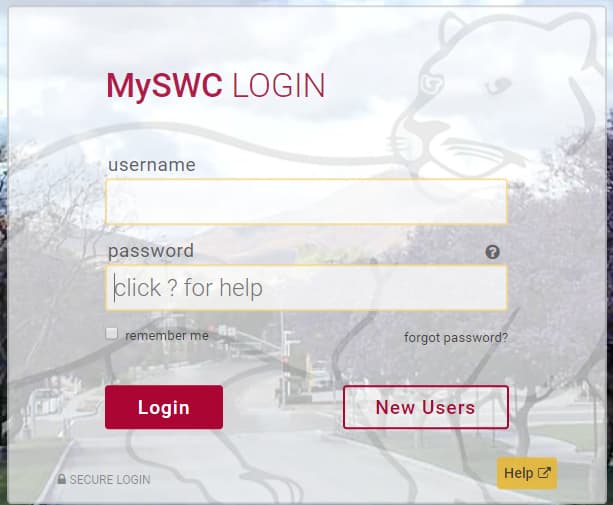 MySWC LOGIN
username
password ?
click ? for help
remember me forgot password?
Login New Users
Help
SECURE LOGIN